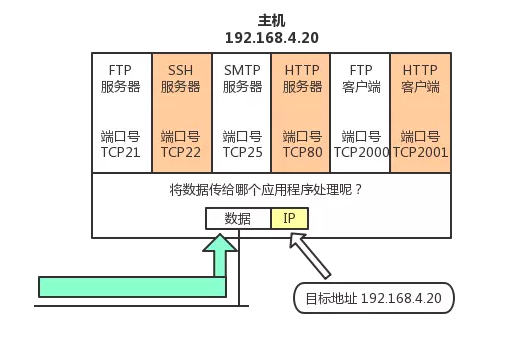 主机
192.168.4.20
FTP
服务器
端口号
TCP21
SSH
服务器
端口号
TCP22
SMTP
服务器
端口号
TCP25
HTTP
服务器
端口号
TCP80
FTP
客户端
端口号
TCP2000
HTTP
客户端
端口号
TCP2001
将数据传给哪个应用程序处理呢？
数据
IP
目标地址 192.168.4.20